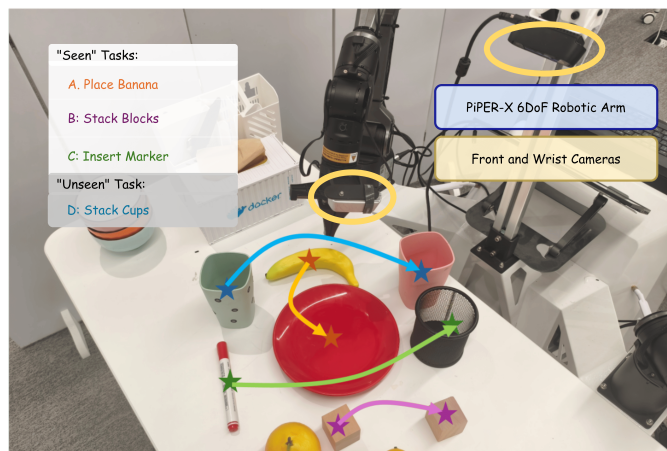 "Seen" Tasks:
A. Place Banana
B: Stack Blocks
C: Insert Marker
"Unseen" Task:
D: Stack Cups
PiPER-X 6DoF Robotic Arm
Front and Wrist Cameras
docker